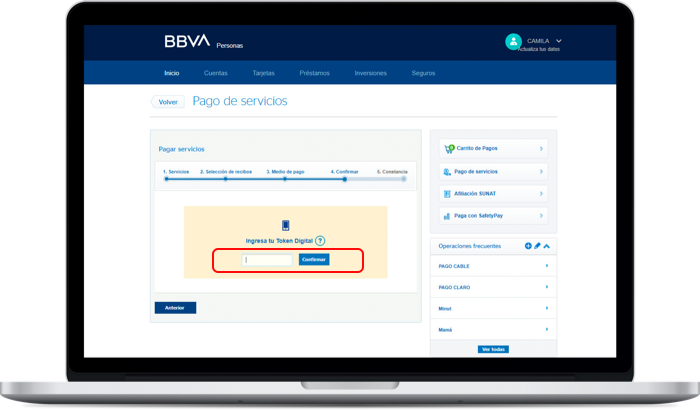 BBVA Personas
CAMILA
Actualiza tus datos
Inicio Cuentas Tarjetas Préstamos Inversiones Seguros
Volver Pago de servicios
Pagar servicios
1. Servicios 2. Selección de recibos 3. Medio de pago 4. Confirmar 5. Constancia
Ingresa tu Token Digital ?
Confirmar
Anterior
Carrito de Pagos
Pago de servicios
Afiliación SUNAT
Paga con SafetyPay
Operaciones frecuentes
PAGO CABLE
PAGO CLARO
Minut
Mamá
Ver todas